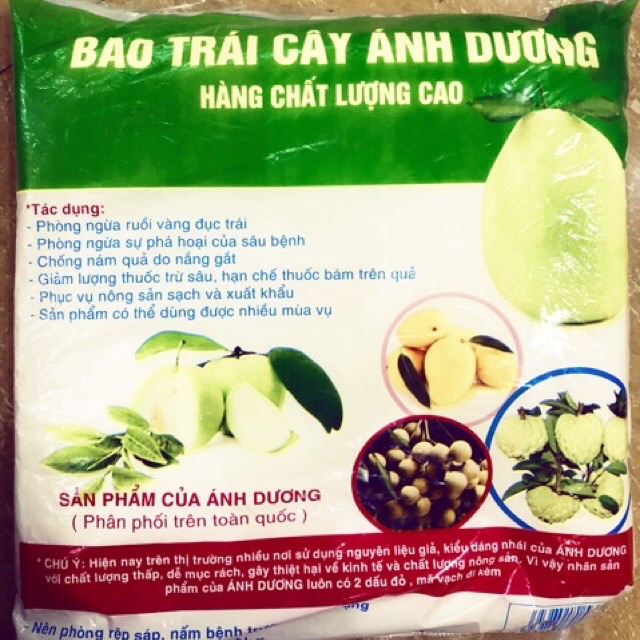 BAO TRÁI CÂY ÁNH DƯƠNG
HÀNG CHẤT LƯỢNG CAO
*Tác dụng:
- Phòng ngừa ruồi vàng đục trái
- Phòng ngừa sự phá hoại của sâu bệnh
- Chống nám quả do nắng gắt
- Giảm lượng thuốc trừ sâu, hạn chế thuốc bám trên quả
- Phục vụ nông sản sạch và xuất khẩu
- Sản phẩm có thể dùng được nhiều mùa vụ
SẢN PHẨM CỦA ÁNH DƯƠNG
( Phân phối trên toàn quốc )
* CHÚ Ý: Hiện nay trên thị trường nhiều nơi sử dụng nguyên liệu giả, kiểu dáng nhái của ÁNH DƯƠNG
với chất lượng thấp, dễ mục rách, gây thiệt hại về kinh tế và chất lượng nông sản. Vì vậy nhãn sản
phẩm của ÁNH DƯƠNG luôn có 2 dấu đỏ , mã vạch đi kèm
- Nên phòng rệp sáp, nấm bệnh